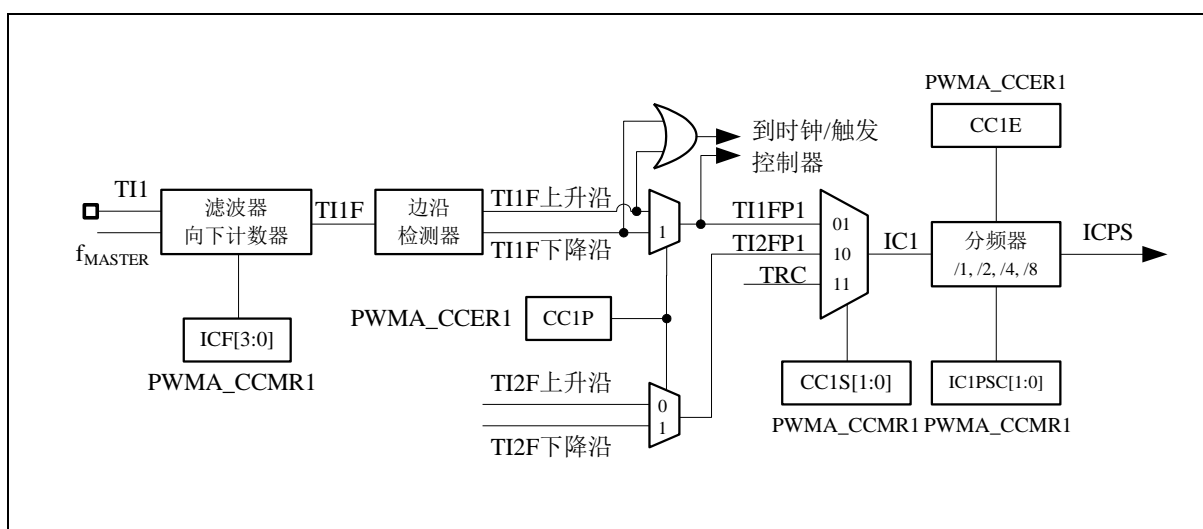 PWMA_CCER1
CC1E
到时钟/触发
控制器
TI1
滤波器
向下计数器
TI1F
边沿
检测器
TI1F上升沿
TI1F下降沿
1
TI1FP1
TI2FP1
TRC
01
10
11
IC1
分频器
/1, /2, /4, /8
ICPS
fMASTER
PWMA_CCER1
CC1P
ICF[3:0]
PWMA_CCMR1
TI2F上升沿
TI2F下降沿
0
1
CC1S[1:0]
PWMA_CCMR1
IC1PSC[1:0]
PWMA_CCMR1